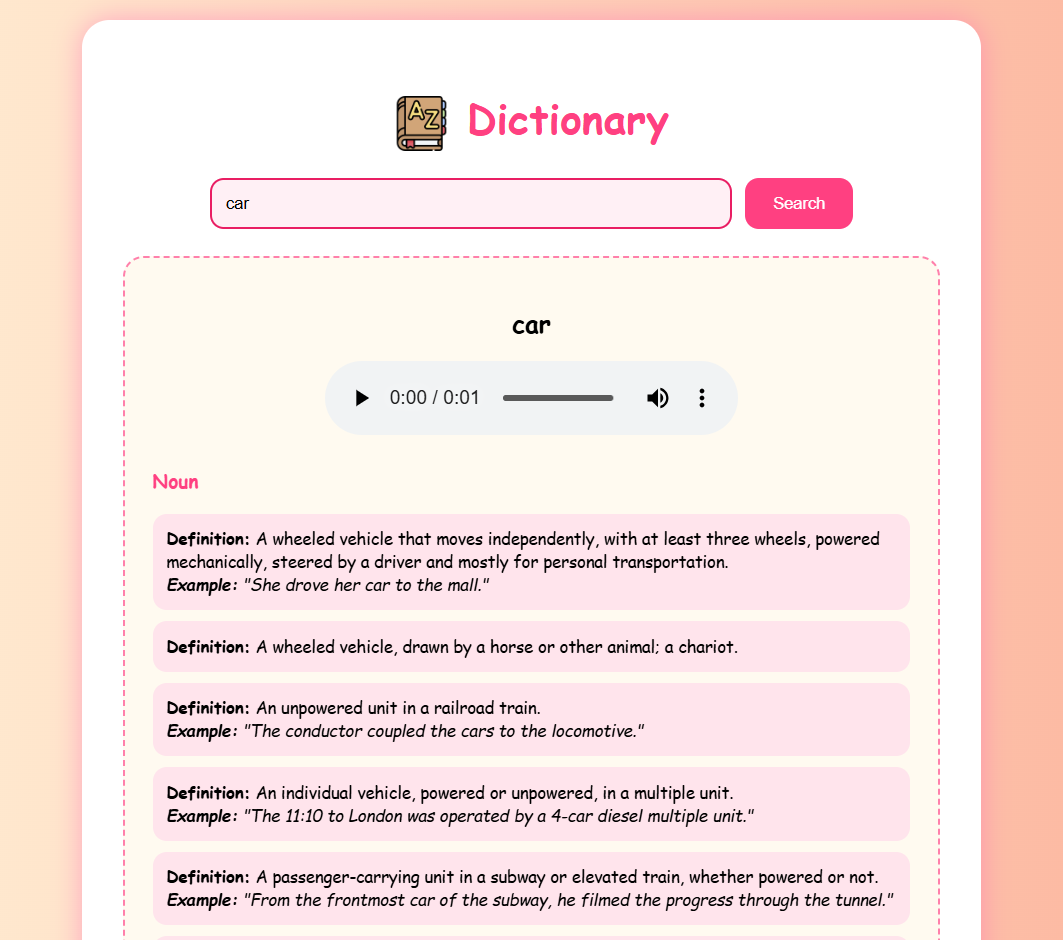 AZ
Dictionary
car
Search
car
0:00 / 0:01
Noun
Definition: A wheeled vehicle that moves independently, with at least three wheels, powered
mechanically, steered by a driver and mostly for personal transportation.
Example: "She drove her car to the mall."
Definition: A wheeled vehicle, drawn by a horse or other animal; a chariot.
Definition: An unpowered unit in a railroad train.
Example: "The conductor coupled the cars to the locomotive."
Definition: An individual vehicle, powered or unpowered, in a multiple unit.
Example: "The 11:10 to London was operated by a 4-car diesel multiple unit."
Definition: A passenger-carrying unit in a subway or elevated train, whether powered or not.
Example: "From the frontmost car of the subway, he filmed the progress through the tunnel."